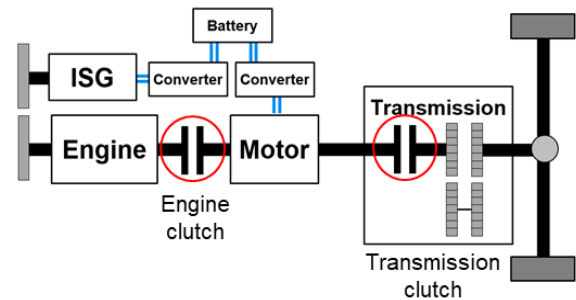 Battery
ISG
Converter
Converter
Transmission
Engine
Motor
Engine
clutch
Transmission
clutch